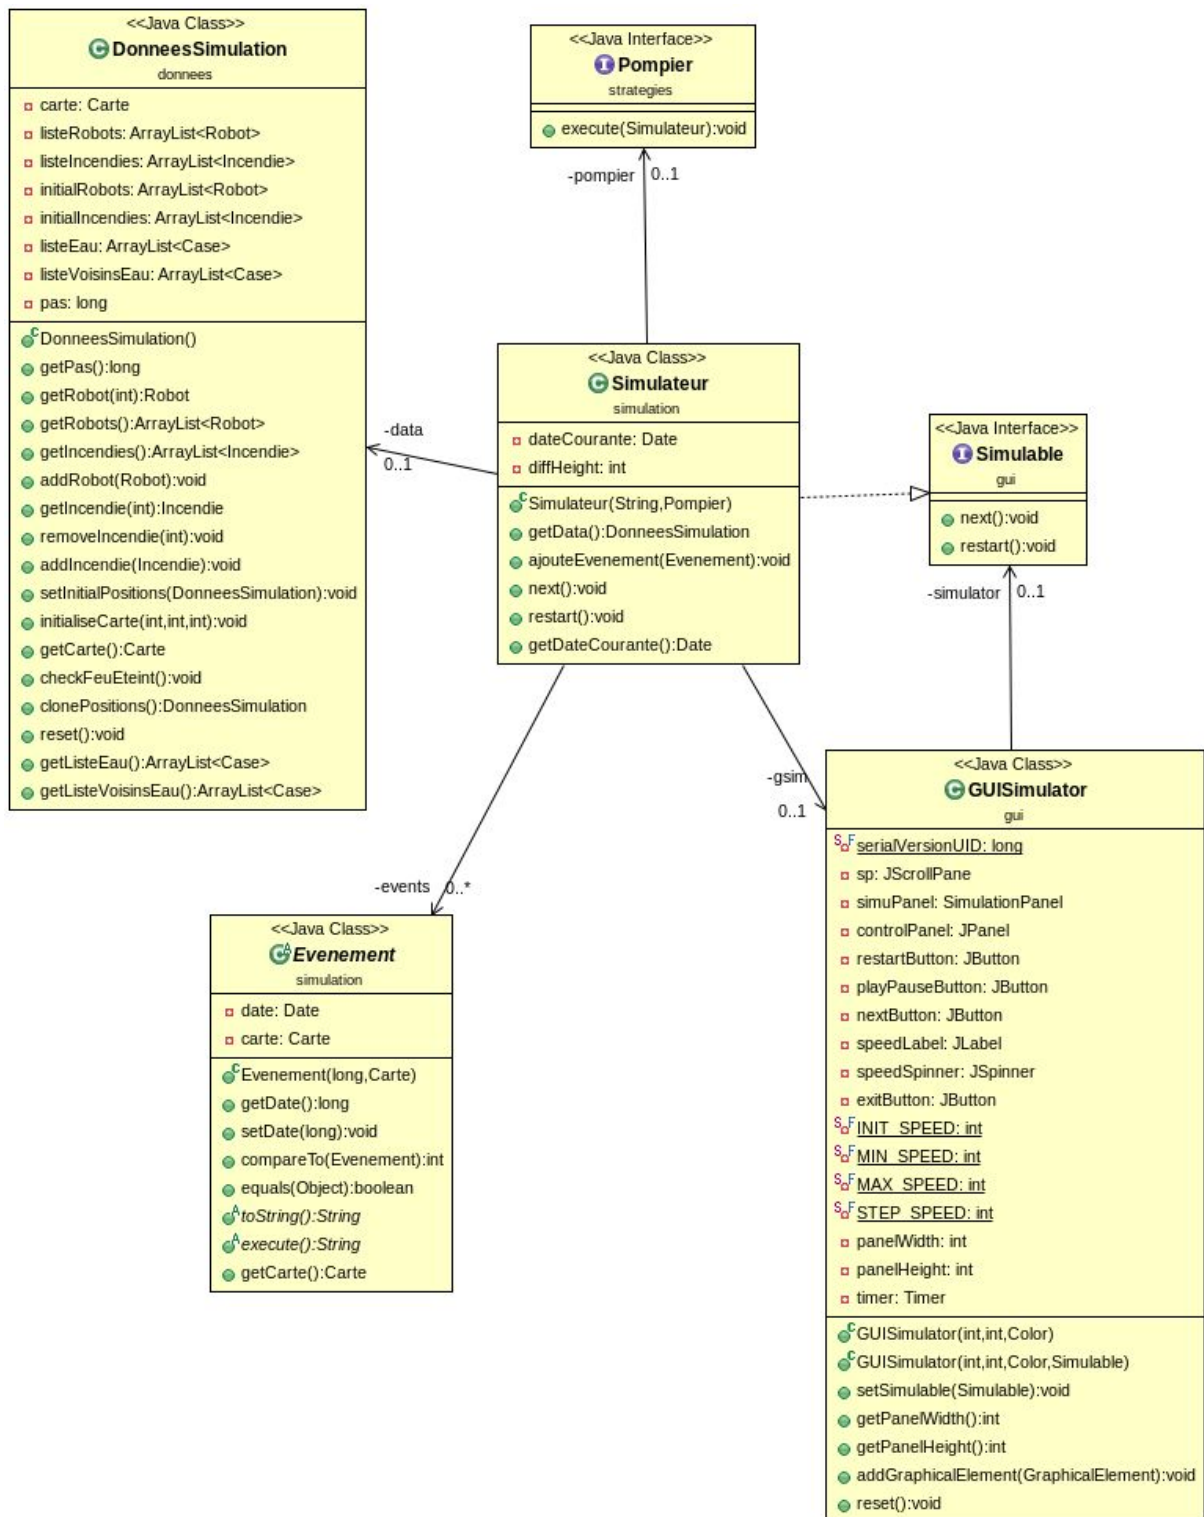 <<Java Class>>
DonneesSimulation
donnees
carte: Carte
listeRobots: ArrayList<Robot>
listeIncendies: ArrayList<Incendie>
initialRobots: ArrayList<Robot>
initialIncendies: ArrayList<Incendie>
listeEau: ArrayList<Case>
listeVoisinsEau: ArrayList<Case>
pas: long
DonneesSimulation()
getPas():long
getRobot(int):Robot
getRobots():ArrayList<Robot>
getIncendies():ArrayList<Incendie>
addRobot(Robot):void
getIncendie(int):Incendie
removeIncendie(int):void
addIncendie(Incendie):void
setInitialPositions(DonneesSimulation):void
initialiseCarte(int,int,int):void
getCarte():Carte
checkFeuEteint():void
clonePositions():DonneesSimulation
reset():void
getListeEau():ArrayList<Case>
getListeVoisinsEau():ArrayList<Case>
<<Java Interface>>
I Pompier
strategies
execute(Simulateur):void
-pompier 0..1
<<Java Class>>
Simulateur
simulation
dateCourante: Date
diffHeight: int
Simulateur(String,Pompier)
getData():DonneesSimulation
ajouteEvenement(Evenement):void
next():void
restart():void
getDateCourante():Date
-data
0..1
<<Java Interface>>
I Simulable
gui
next():void
restart():void
-simulator 0..1
-gsim
0..1
-events 0..*
<<Java Class>>
Evenement
simulation
date: Date
carte: Carte
Evenement(long,Carte)
getDate():long
setDate(long):void
compareTo(Evenement):int
equals(Object):boolean
toString():String
execute():String
getCarte():Carte
<<Java Class>>
GUISimulator
gui
serialVersionUID: long
sp: JScrollPane
simuPanel: SimulationPanel
controlPanel: JPanel
restartButton: JButton
playPauseButton: JButton
nextButton: JButton
speedLabel: JLabel
speedSpinner: JSpinner
exitButton: JButton
INIT_SPEED: int
MIN_SPEED: int
MAX_SPEED: int
STEP_SPEED: int
panelWidth: int
panelHeight: int
timer: Timer
GUISimulator(int,int,Color)
GUISimulator(int,int,Color,Simulable)
setSimulable(Simulable):void
getPanelWidth():int
getPanelHeight():int
addGraphicalElement(GraphicalElement):void
reset():void